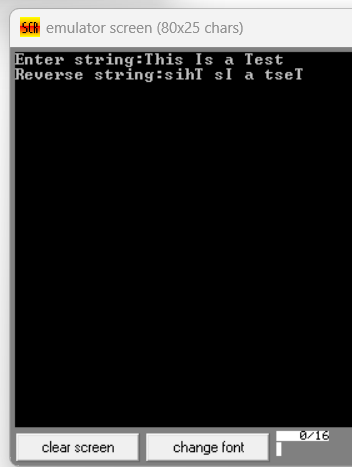 SCR emulator screen (80x25 chars)
Enter string:This Is a Test
Reverse string:sihT sI a tseT
clear screen change font 0/16